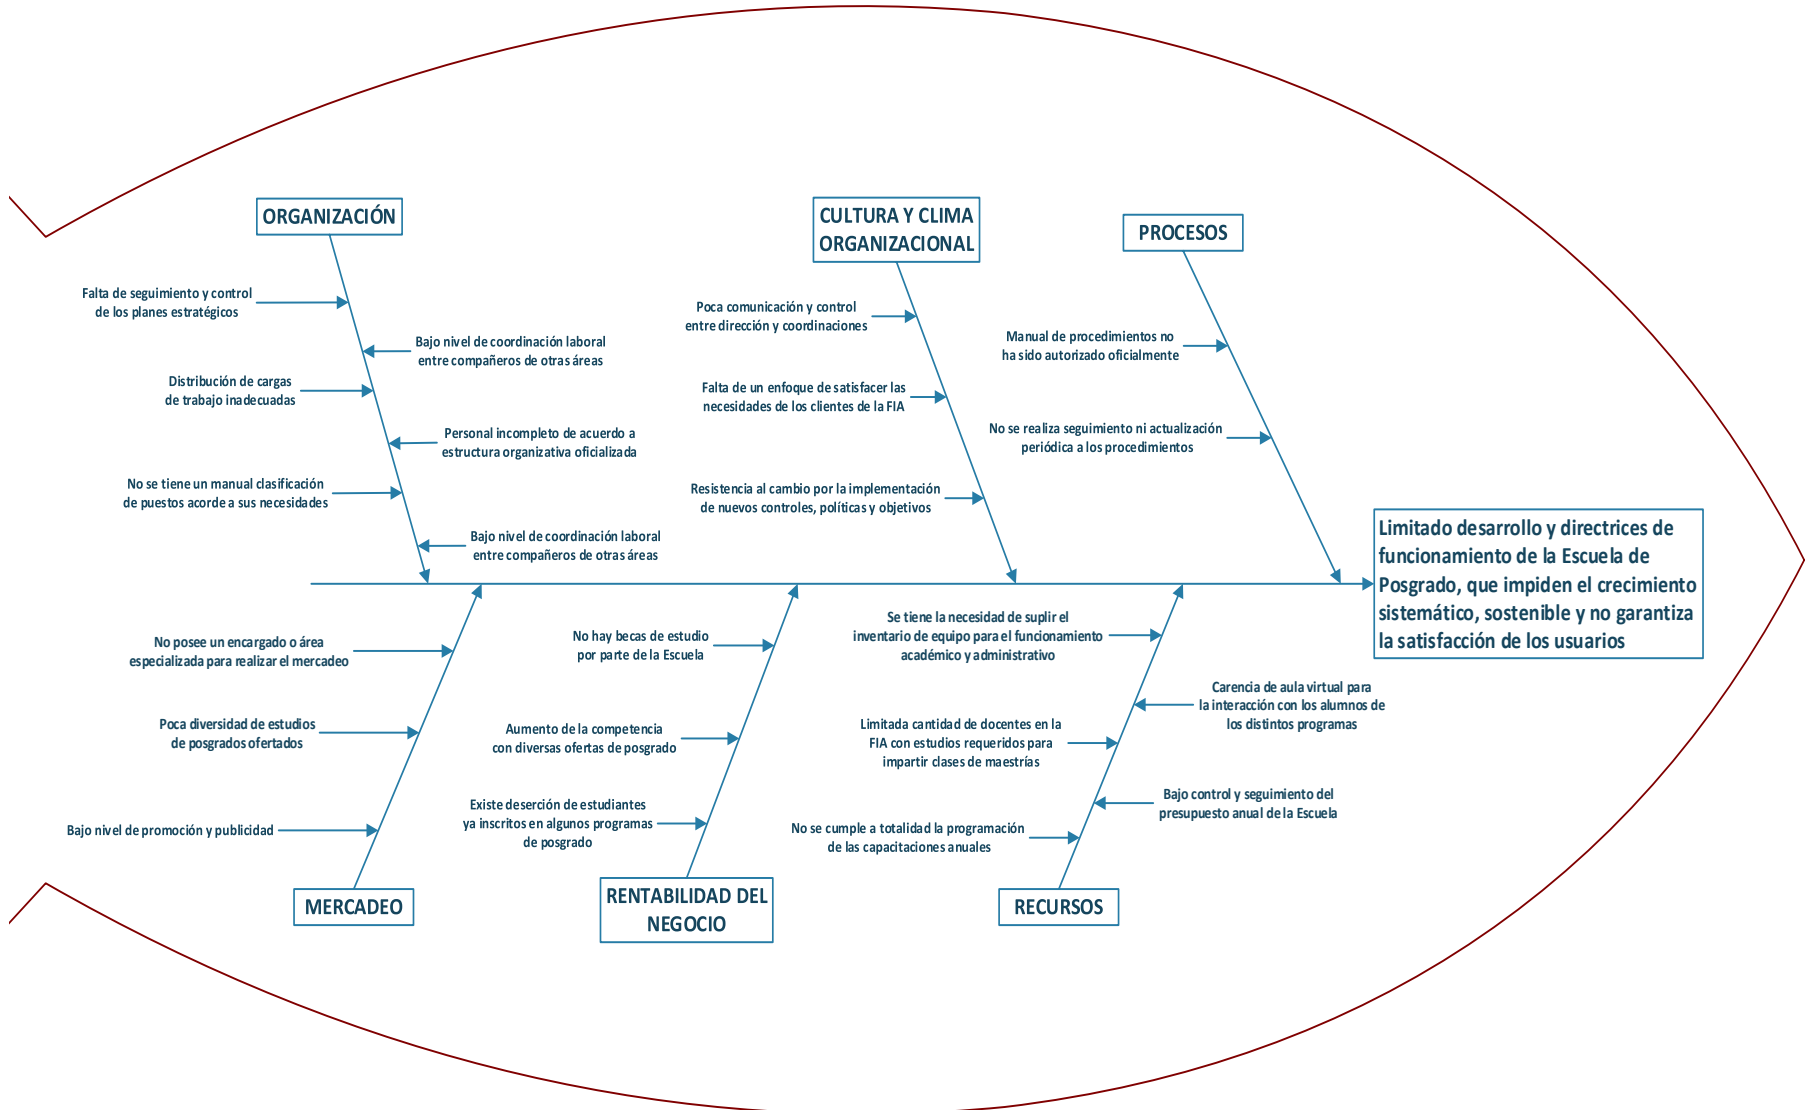 ORGANIZACIÓN
Falta de seguimiento y control
de los planes estratégicos
Bajo nivel de coordinación laboral
entre compañeros de otras áreas
Distribución de cargas
de trabajo inadecuadas
Personal incompleto de acuerdo a
estructura organizativa oficializada
No se tiene un manual clasificación
de puestos acorde a sus necesidades
Bajo nivel de coordinación laboral
entre compañeros de otras áreas
CULTURA Y CLIMA
ORGANIZACIONAL
Poca comunicación y control
entre dirección y coordinaciones
Falta de un enfoque de satisfacer las
necesidades de los clientes de la FIA
Resistencia al cambio por la implementación
de nuevos controles, políticas y objetivos
PROCESOS
Manual de procedimientos no
ha sido autorizado oficialmente
No se realiza seguimiento ni actualización
periódica a los procedimientos
Limitado desarrollo y directrices de
funcionamiento de la Escuela de
Posgrado, que impiden el crecimiento
sistemático, sostenible y no garantiza
la satisfacción de los usuarios
No posee un encargado o área
especializada para realizar el mercadeo
Poca diversidad de estudios
de posgrados ofertados
Bajo nivel de promoción y publicidad
MERCADEO
No hay becas de estudio
por parte de la Escuela
Aumento de la competencia
con diversas ofertas de posgrado
Existe deserción de estudiantes
ya inscritos en algunos programas
de posgrado
RENTABILIDAD DEL
NEGOCIO
Se tiene la necesidad de suplir el
inventario de equipo para el funcionamiento
académico y administrativo
Carencia de aula virtual para
la interacción con los alumnos de
los distintos programas
Limitada cantidad de docentes en la
FIA con estudios requeridos para
impartir clases de maestrías
Bajo control y seguimiento del
presupuesto anual de la Escuela
No se cumple a totalidad la programación
de las capacitaciones anuales
RECURSOS